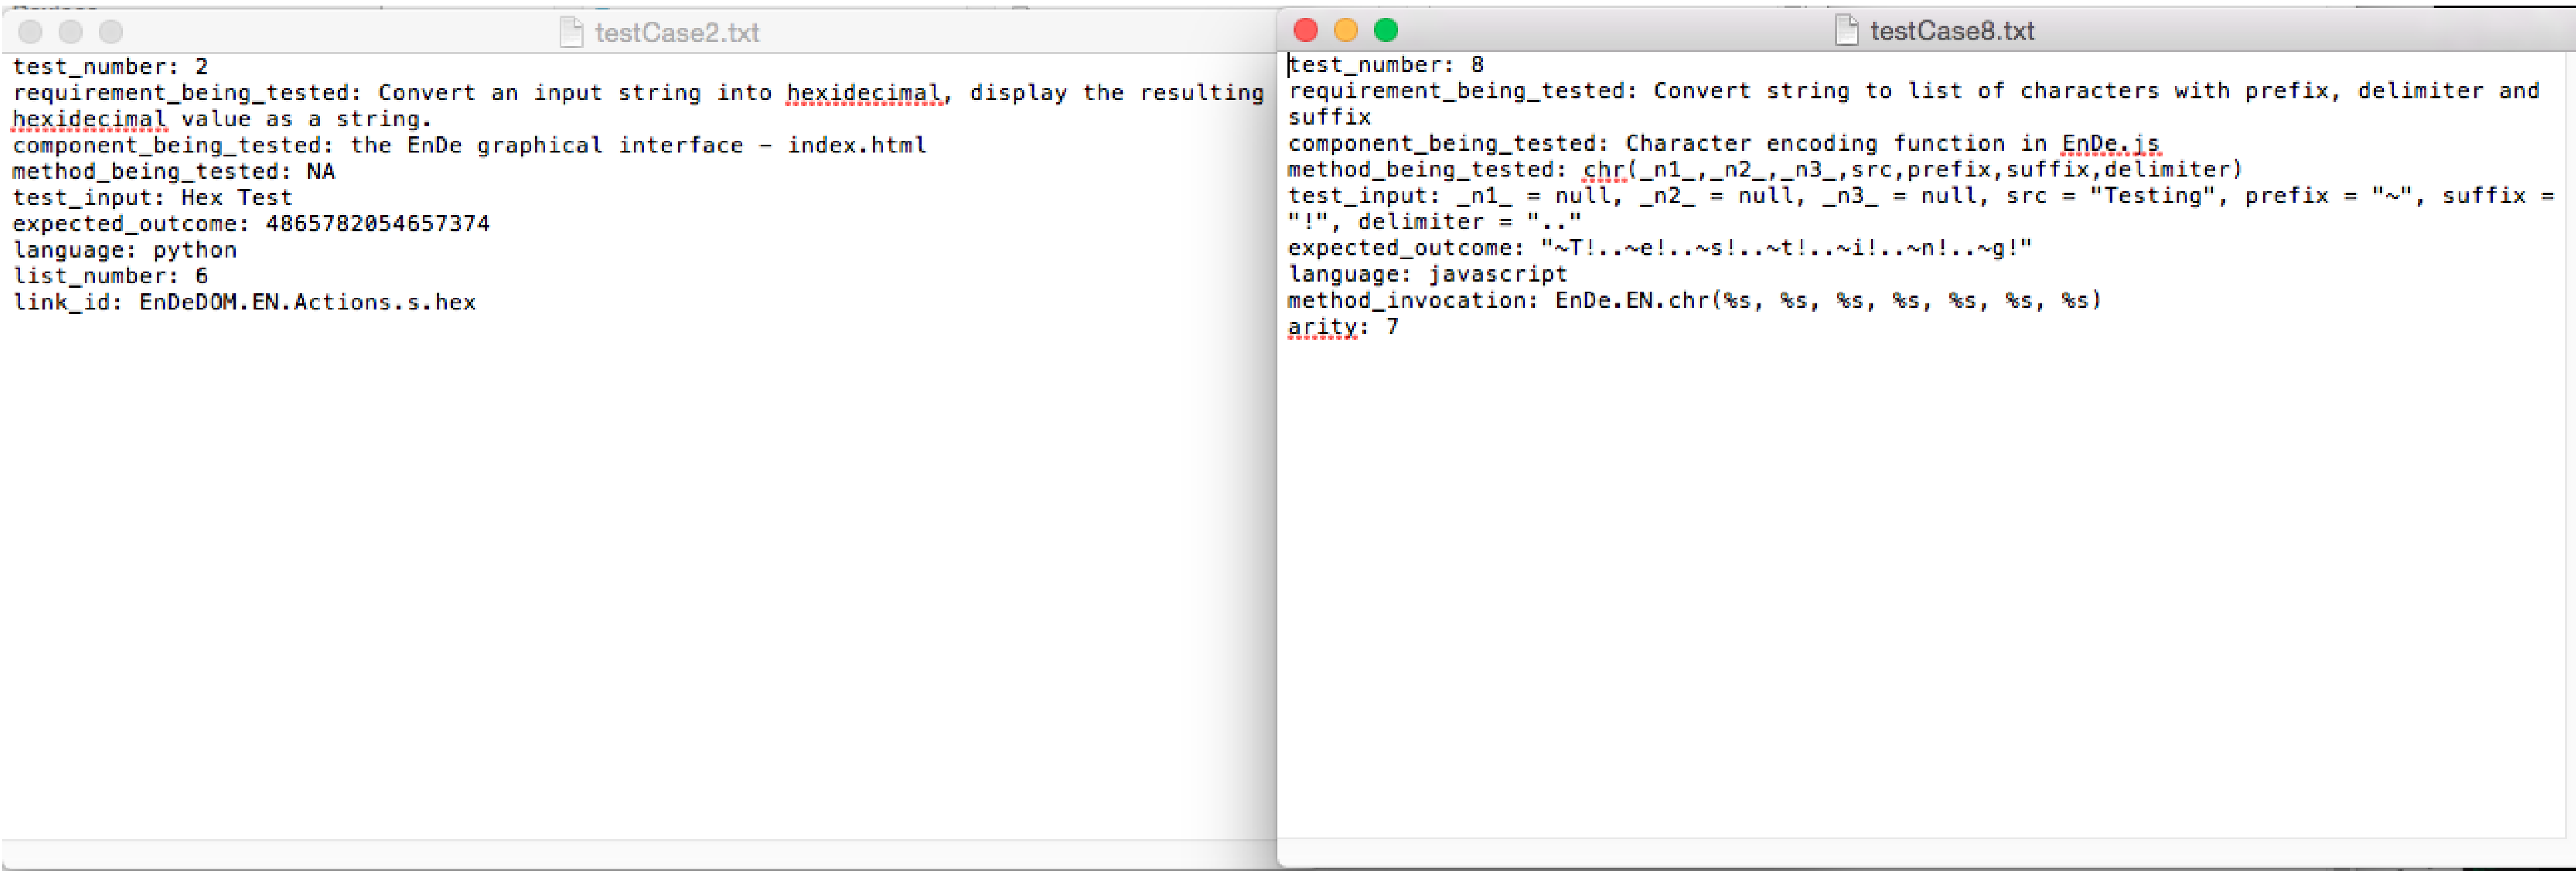 testCase2.txt
test_number: 2
requirement_being_tested: Convert an input string into hexidecimal, display the resulting
hexidecimal value as a string.
component_being_tested: the EnDe graphical interface – index.html
method_being_tested: NA
test_input: Hex Test
expected_outcome: 4865782054657374
language: python
list_number: 6
link_id: EnDeDOM.EN.Actions.s.hex
testCase8.txt
test_number: 8
requirement_being_tested: Convert string to list of characters with prefix, delimiter and
suffix
component_being_tested: Character encoding function in EnDe.js
method_being_tested: chr(_n1_,_n2_,_n3_,src,prefix,suffix,delimiter)
test_input: _n1_ = null, _n2_ = null, _n3_ = null, src = "Testing", prefix = "~", suffix =
"!", delimiter = ".."
expected_outcome: "~T!..~e!..~s!..~t!..~i!..~n!..~g!"
language: javascript
method_invocation: EnDe.EN.chr(%s, %s, %s, %s, %s, %s, %s)
arity: 7